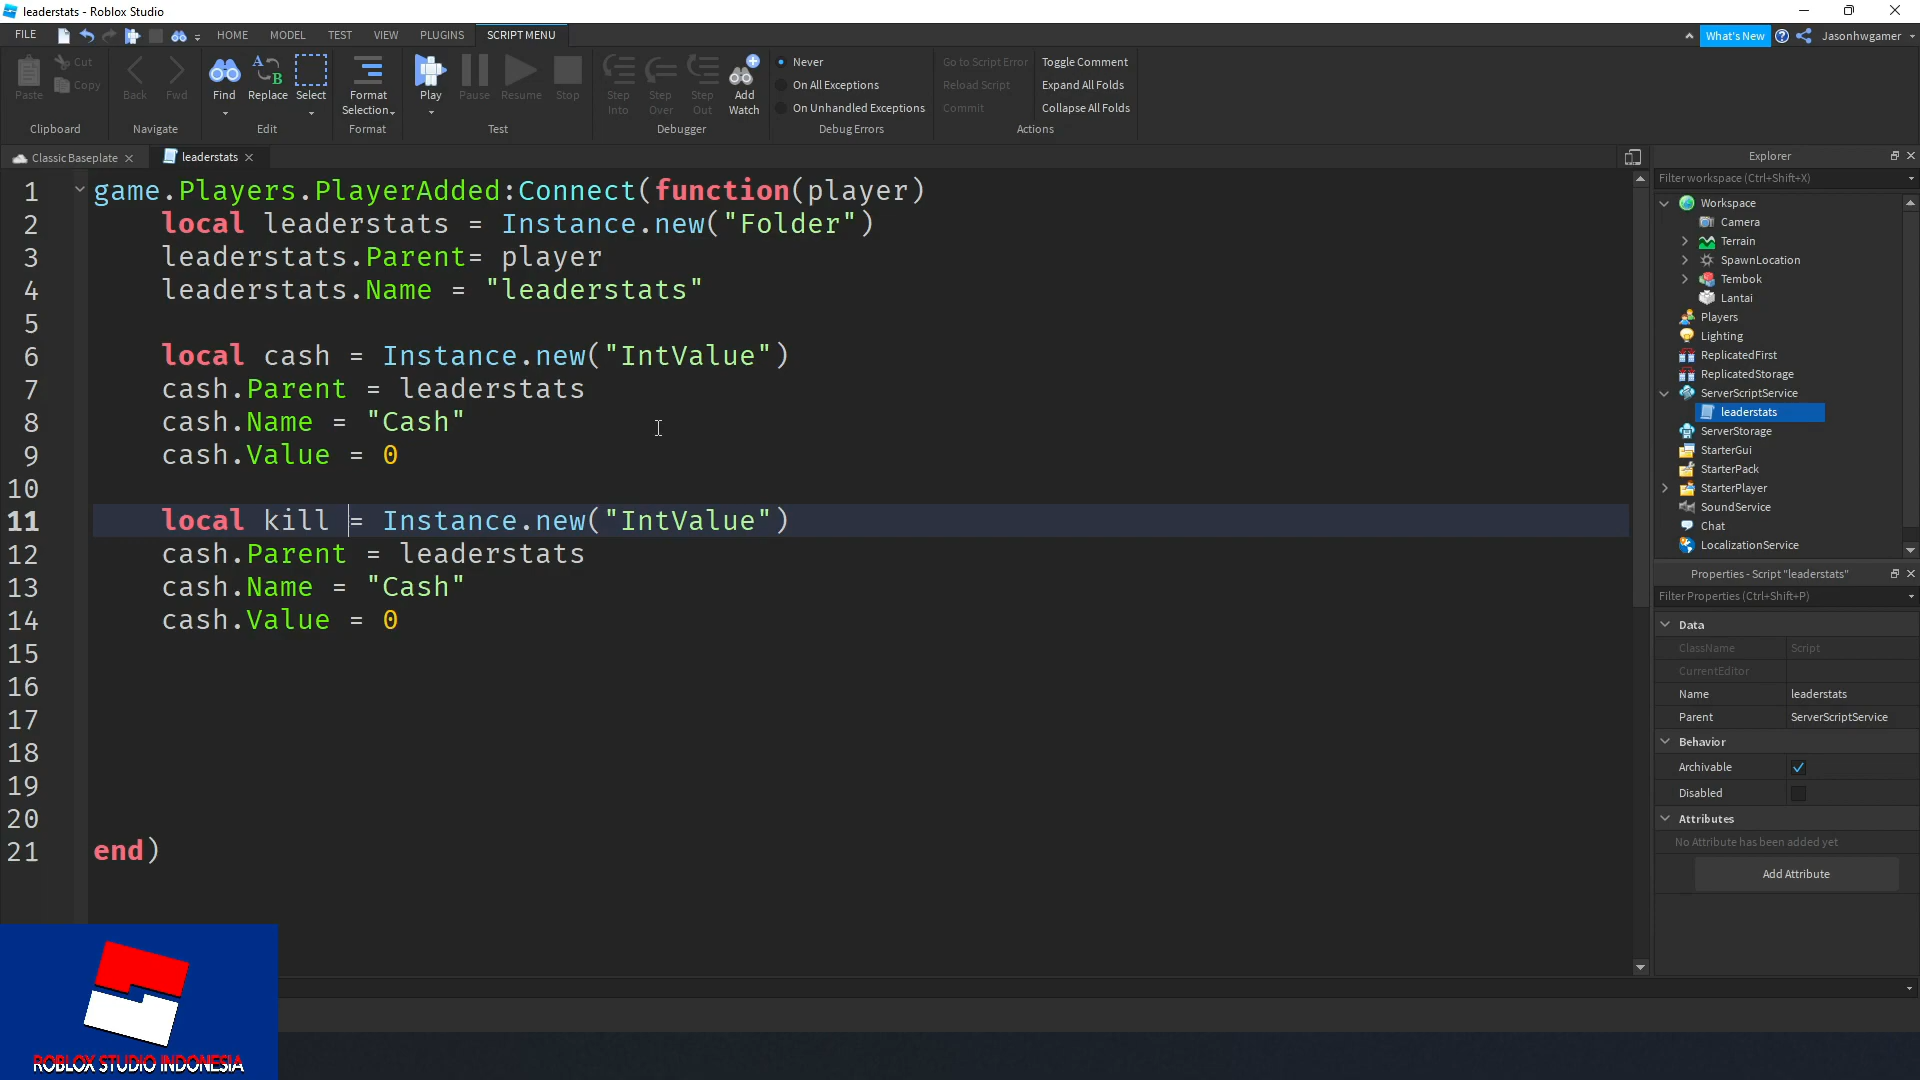 leaderstats - Roblox Studio
FILE HOME MODEL TEST VIEW PLUGINS SCRIPT MENU What's New Jasonhwgamer
Paste Cut Copy Clipboard
Back Fwd Navigate
Find Replace Select Edit
Format Selection Format
Play Pause Resume Stop Test
Step Into Step Over Step Out Add Watch Debugger
Never
On All Exceptions
On Unhandled Exceptions
Debug Errors
Go to Script Error Toggle Comment
Reload Script Expand All Folds
Commit Collapse All Folds
Actions
Classic Baseplate leaderstats
1 game.Players.PlayerAdded:Connect(function(player)
2 local leaderstats = Instance.new("Folder")
3 leaderstats.Parent= player
4 leaderstats.Name = "leaderstats"
5
6 local cash = Instance.new("IntValue")
7 cash.Parent = leaderstats
8 cash.Name = "Cash"
9 cash.Value = 0
10
11 local kill = Instance.new("IntValue")
12 cash.Parent = leaderstats
13 cash.Name = "Cash"
14 cash.Value = 0
15
16
17
18
19
20
21 end)
Explorer
Filter workspace (Ctrl+Shift+X)
Workspace
Camera
Terrain
SpawnLocation
Tembok
Lantai
Players
Lighting
ReplicatedFirst
ReplicatedStorage
ServerScriptService
leaderstats
ServerStorage
StarterGui
StarterPack
StarterPlayer
SoundService
Chat
LocalizationService
Properties - Script "leaderstats"
Filter Properties (Ctrl+Shift+P)
Data
ClassName Script
CurrentEditor
Name leaderstats
Parent ServerScriptService
Behavior
Archivable
Disabled
Attributes
No Attribute has been added yet
Add Attribute
ROBLOX STUDIO INDONESIA